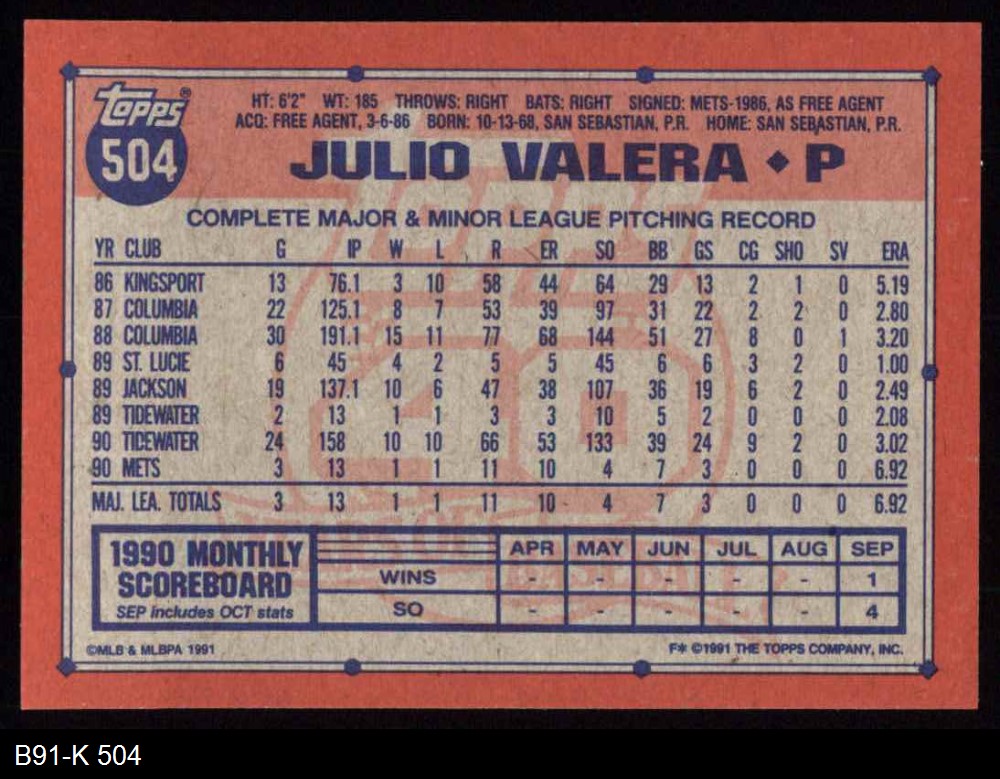 TOPPS®
504
HT: 6'2" WT: 185 THROWS: RIGHT BATS: RIGHT SIGNED: METS-1986, AS FREE AGENT
ACQ: FREE AGENT, 3-6-86 BORN: 10-13-68, SAN SEBASTIAN, P.R. HOME: SAN SEBASTIAN, P.R.
JULIO VALERA ◆ P
COMPLETE MAJOR & MINOR LEAGUE PITCHING RECORD
YR CLUB G IP W L R ER SO BB GS CG SHO SV ERA
86 KINGSPORT 13 76.1 3 10 58 44 64 29 13 2 1 0 5.19
87 COLUMBIA 22 125.1 8 7 53 39 97 31 22 2 2 0 2.80
88 COLUMBIA 30 191.1 15 11 77 68 144 51 27 8 0 1 3.20
89 ST. LUCIE 6 45 4 2 5 5 45 6 6 3 2 0 1.00
89 JACKSON 19 137.1 10 6 47 38 107 36 19 6 2 0 2.49
89 TIDEWATER 2 13 1 1 3 3 10 5 2 0 0 0 2.08
90 TIDEWATER 24 158 10 10 66 53 133 39 24 9 2 0 3.02
90 METS 3 13 1 1 11 10 4 7 3 0 0 0 6.92
MAJ. LEA. TOTALS 3 13 1 1 11 10 4 7 3 0 0 0 6.92
1990 MONTHLY SCOREBOARD
SEP includes OCT stats
APR MAY JUN JUL AUG SEP
WINS - - - - - 1
SO - - - - - 4
©MLB & MLBPA 1991
F* ©1991 THE TOPPS COMPANY, INC.
B91-K 504